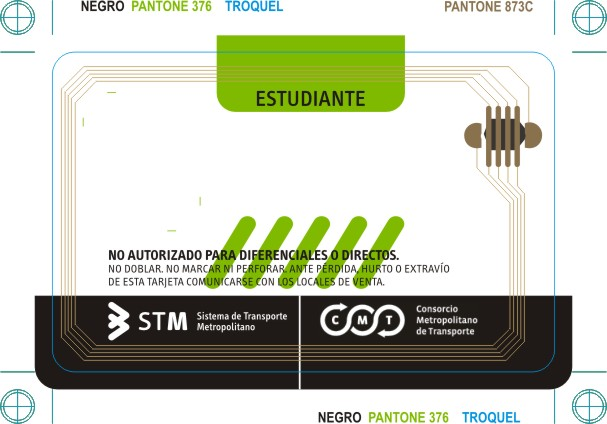 NEGRO PANTONE 376 TROQUEL PANTONE 873C
ESTUDIANTE
NO AUTORIZADO PARA DIFERENCIALES O DIRECTOS.
NO DOBLAR. NO MARCAR NI PERFORAR. ANTE PÉRDIDA, HURTO O EXTRAVÍO
DE ESTA TARJETA COMUNICARSE CON LOS LOCALES DE VENTA.
STM
Sistema de Transporte
Metropolitano
CMT
Consorcio
Metropolitano
de Transporte
NEGRO PANTONE 376 TROQUEL